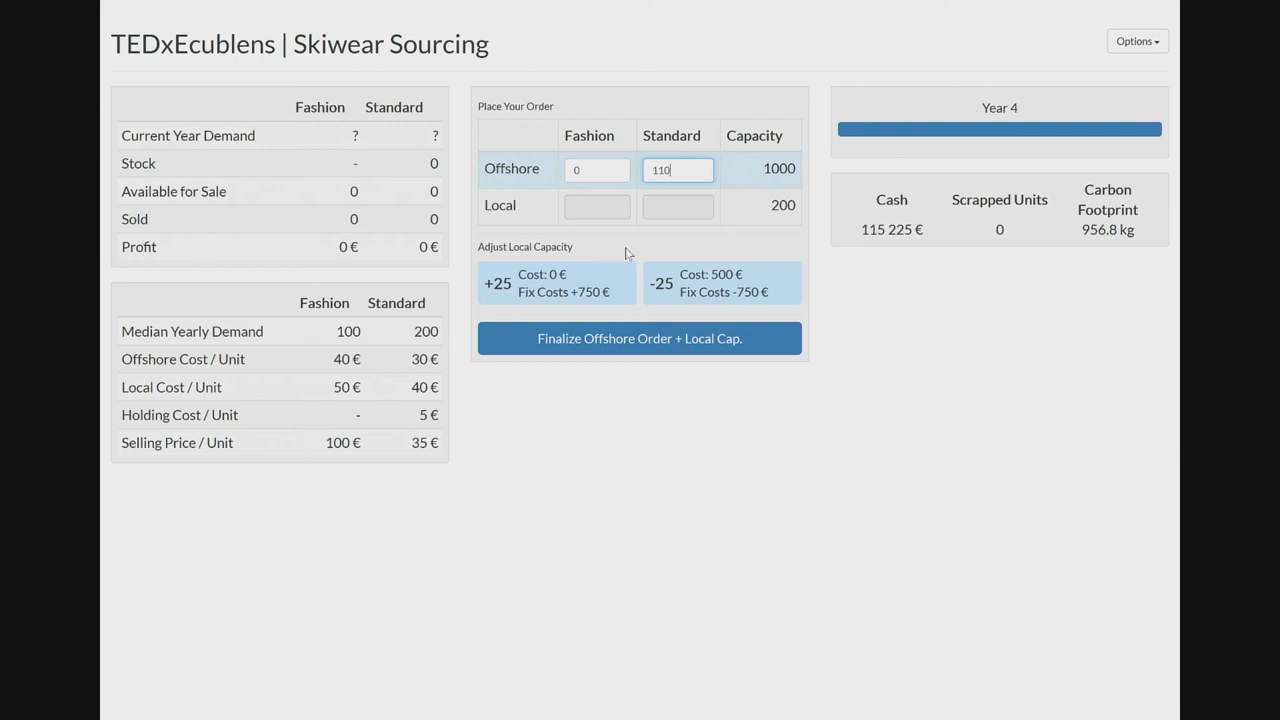 TEDxEcublens | Skiwear Sourcing
Options
Fashion Standard
Current Year Demand ? ?
Stock - 0
Available for Sale 0 0
Sold 0 0
Profit 0 € 0 €
Fashion Standard
Median Yearly Demand 100 200
Offshore Cost / Unit 40 € 30 €
Local Cost / Unit 50 € 40 €
Holding Cost / Unit - 5 €
Selling Price / Unit 100 € 35 €
Place Your Order
Fashion Standard Capacity
Offshore 0 110 1000
Local 200
Adjust Local Capacity
+25 Cost: 0 € Fix Costs +750 €
-25 Cost: 500 € Fix Costs -750 €
Finalize Offshore Order + Local Cap.
Year 4
Cash Scrapped Units Carbon Footprint
115 225 € 0 956.8 kg